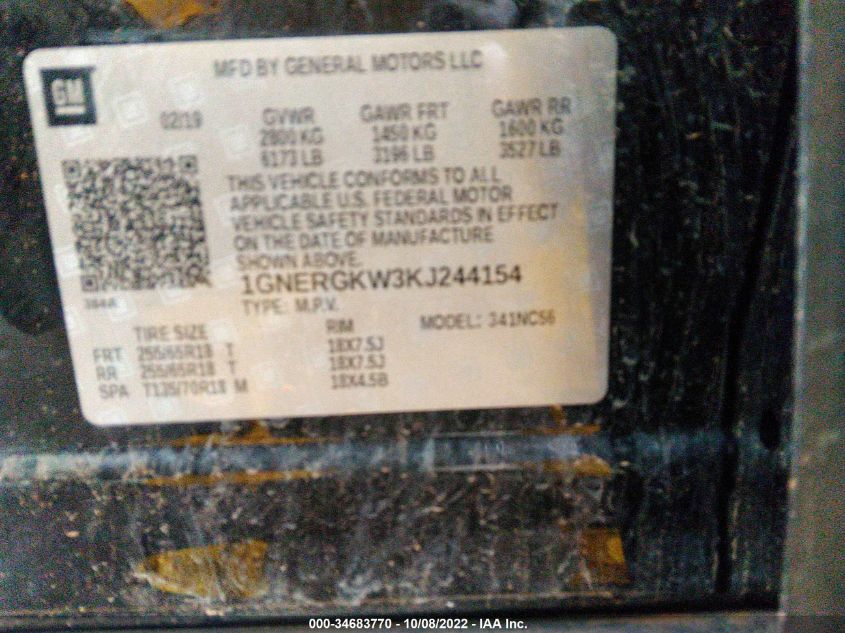 MFD BY GENERAL MOTORS LLC
GM
02/19 GVWR GAWR FRT GAWR RR
2800 KG 1450 KG 1600 KG
6173 LB 3196 LB 3527 LB
THIS VEHICLE CONFORMS TO ALL
APPLICABLE U.S. FEDERAL MOTOR
VEHICLE SAFETY STANDARDS IN EFFECT
ON THE DATE OF MANUFACTURE
SHOWN ABOVE.
1GNERGKW3KJ244154
TYPE: M.P.V.
TIRE SIZE RIM MODEL: 341NC56
FRT 255/65R18 T 18X7.5J
RR 255/65R18 T 18X7.5J
SPA T135/70R18 M 18X4.5B
000-34683770 - 10/08/2022 - IAA Inc.